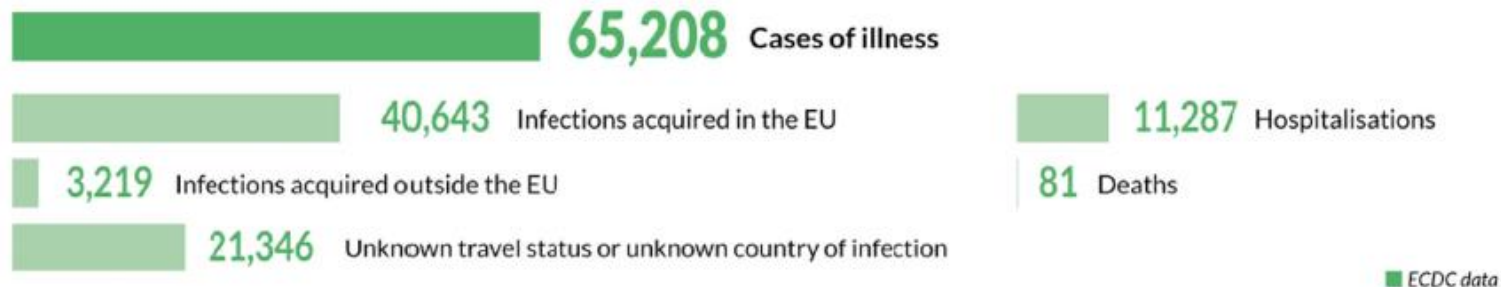 65,208 Cases of illness
40,643 Infections acquired in the EU
11,287 Hospitalisations
3,219 Infections acquired outside the EU
81 Deaths
21,346 Unknown travel status or unknown country of infection
ECDC data